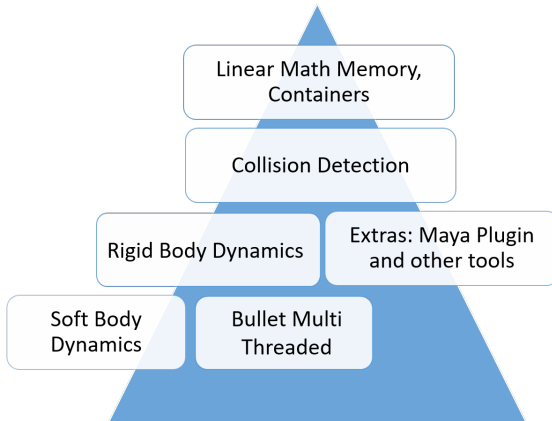 Linear Math Memory,
Containers
Collision Detection
Rigid Body Dynamics
Extras: Maya Plugin
and other tools
Soft Body
Dynamics
Bullet Multi
Threaded